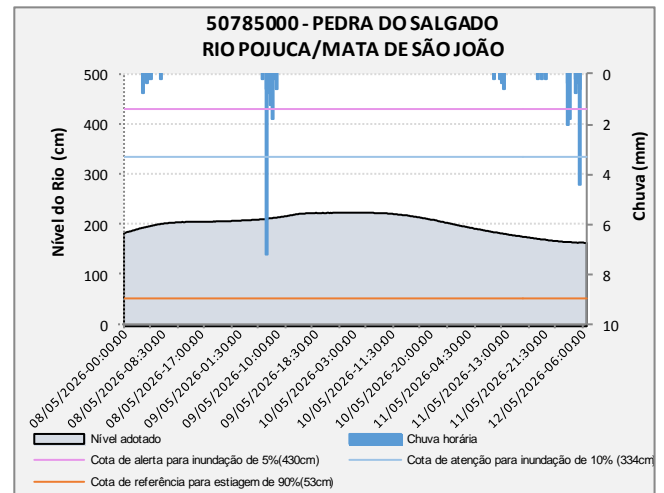 50785000 - PEDRA DO SALGADO
RIO POJUCA/MATA DE SÃO JOÃO
Nível do Rio (cm)
500
400
300
200
100
0
Chuva (mm)
0
2
4
6
8
10
08/05/2026-00:00:00
08/05/2026-08:30:00
08/05/2026-17:00:00
09/05/2026-01:30:00
09/05/2026-10:00:00
09/05/2026-18:30:00
10/05/2026-03:00:00
10/05/2026-11:30:00
10/05/2026-20:00:00
11/05/2026-04:30:00
11/05/2026-13:00:00
11/05/2026-21:30:00
12/05/2026-06:00:00
Nível adotado
Chuva horária
Cota de alerta para inundação de 5%(430cm)
Cota de atenção para inundação de 10% (334cm)
Cota de referência para estiagem de 90%(53cm)